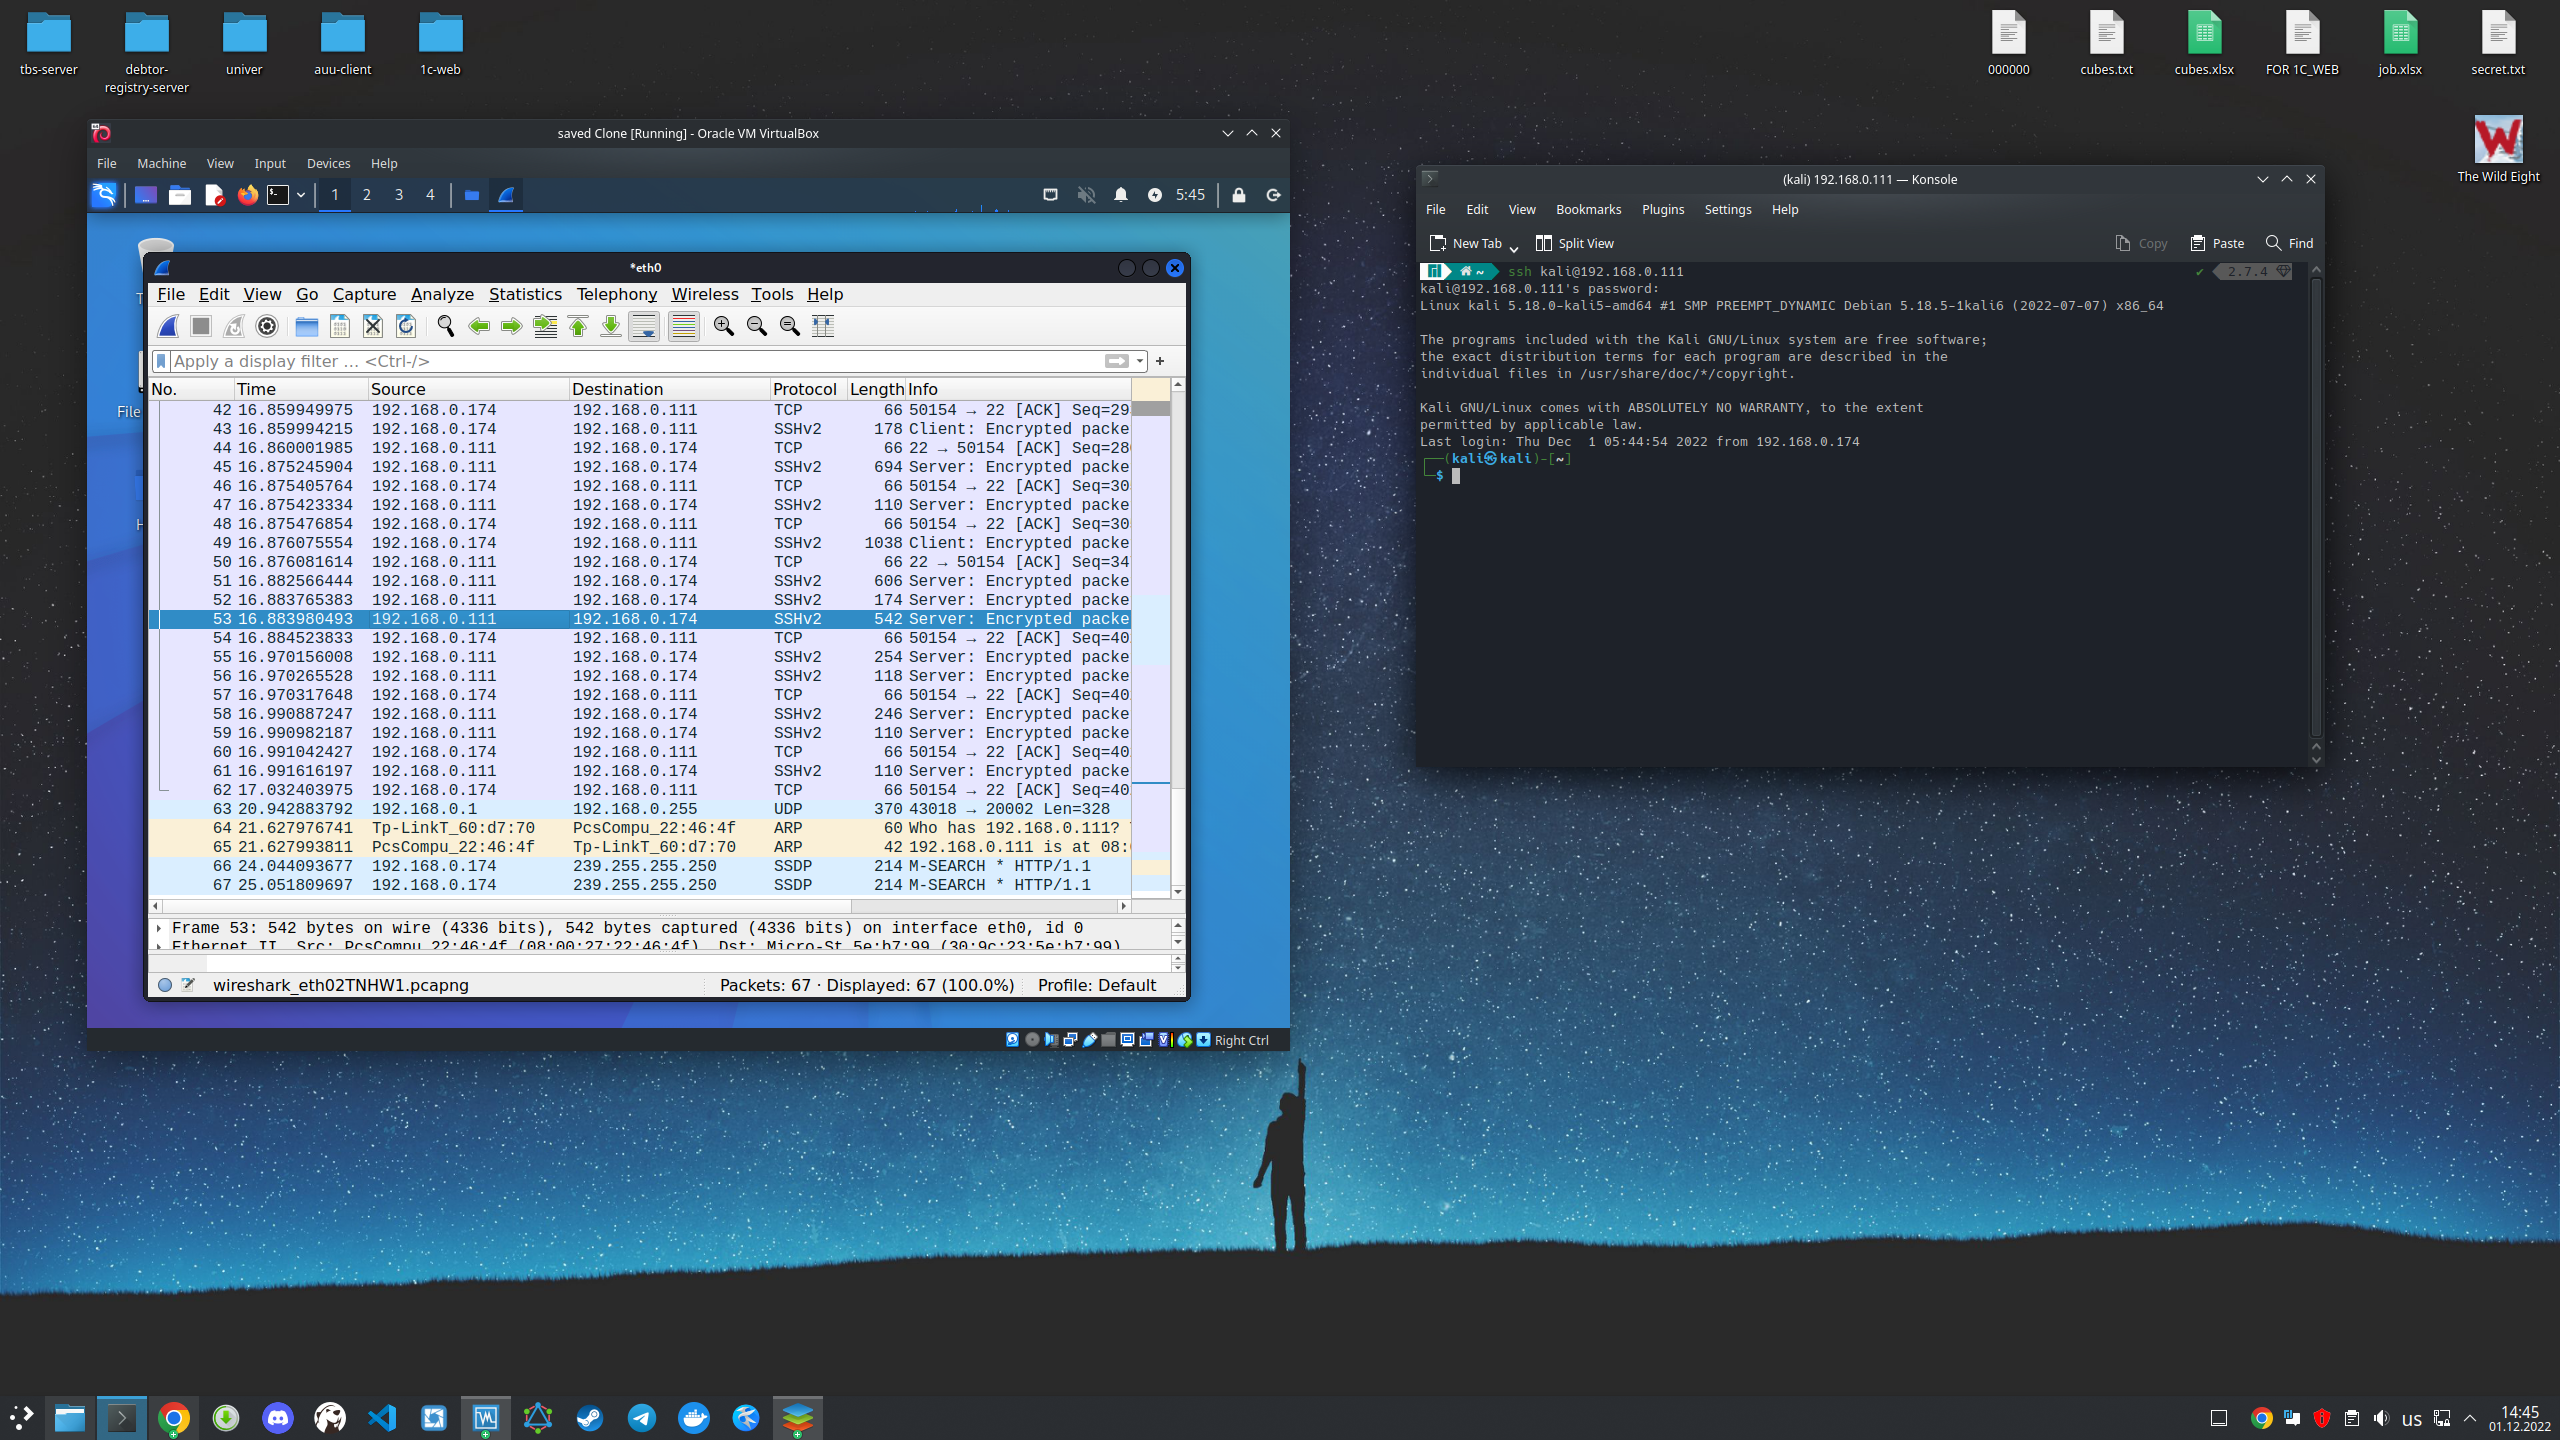 tbs-server
debtor-registry-server
univer
auu-client
1c-web
000000
cubes.txt
cubes.xlsx
FOR 1C_WEB
job.xlsx
secret.txt
The Wild Eight
saved Clone [Running] - Oracle VM VirtualBox
File Machine View Input Devices Help
1 2 3 4 5:45
File
*eth0
File Edit View Go Capture Analyze Statistics Telephony Wireless Tools Help
Apply a display filter ... <Ctrl-/>
No. Time Source Destination Protocol Length Info
42 16.859949975 192.168.0.174 192.168.0.111 TCP 66 50154 → 22 [ACK] Seq=29
43 16.859994215 192.168.0.174 192.168.0.111 SSHv2 178 Client: Encrypted packe
44 16.860001985 192.168.0.111 192.168.0.174 TCP 66 22 → 50154 [ACK] Seq=28
45 16.875245904 192.168.0.111 192.168.0.174 SSHv2 694 Server: Encrypted packe
46 16.875405764 192.168.0.174 192.168.0.111 TCP 66 50154 → 22 [ACK] Seq=30
47 16.875423334 192.168.0.111 192.168.0.174 SSHv2 110 Server: Encrypted packe
48 16.875476854 192.168.0.174 192.168.0.111 TCP 66 50154 → 22 [ACK] Seq=30
49 16.876075554 192.168.0.174 192.168.0.111 SSHv2 1038 Client: Encrypted packe
50 16.876081614 192.168.0.111 192.168.0.174 TCP 66 22 → 50154 [ACK] Seq=34
51 16.882566444 192.168.0.111 192.168.0.174 SSHv2 606 Server: Encrypted packe
52 16.883765383 192.168.0.111 192.168.0.174 SSHv2 174 Server: Encrypted packe
53 16.883980493 192.168.0.111 192.168.0.174 SSHv2 542 Server: Encrypted packe
54 16.884523833 192.168.0.174 192.168.0.111 TCP 66 50154 → 22 [ACK] Seq=40
55 16.970156008 192.168.0.111 192.168.0.174 SSHv2 254 Server: Encrypted packe
56 16.970265528 192.168.0.111 192.168.0.174 SSHv2 118 Server: Encrypted packe
57 16.970317648 192.168.0.174 192.168.0.111 TCP 66 50154 → 22 [ACK] Seq=40
58 16.990887247 192.168.0.111 192.168.0.174 SSHv2 246 Server: Encrypted packe
59 16.990982187 192.168.0.111 192.168.0.174 SSHv2 110 Server: Encrypted packe
60 16.991042427 192.168.0.174 192.168.0.111 TCP 66 50154 → 22 [ACK] Seq=40
61 16.991616197 192.168.0.111 192.168.0.174 SSHv2 110 Server: Encrypted packe
62 17.032403975 192.168.0.174 192.168.0.111 TCP 66 50154 → 22 [ACK] Seq=40
63 20.942883792 192.168.0.1 192.168.0.255 UDP 370 43018 → 20002 Len=328
64 21.627976741 Tp-LinkT_60:d7:70 PcsCompu_22:46:4f ARP 60 Who has 192.168.0.111?
65 21.627993811 PcsCompu_22:46:4f Tp-LinkT_60:d7:70 ARP 42 192.168.0.111 is at 08:
66 24.044093677 192.168.0.174 239.255.255.250 SSDP 214 M-SEARCH * HTTP/1.1
67 25.051809697 192.168.0.174 239.255.255.250 SSDP 214 M-SEARCH * HTTP/1.1
Frame 53: 542 bytes on wire (4336 bits), 542 bytes captured (4336 bits) on interface eth0, id 0
Ethernet II, Src: PcsCompu_22:46:4f (08:00:27:22:46:4f), Dst: Micro-St_5e:b7:99 (30:9c:23:5e:b7:99)
wireshark_eth02TNHW1.pcapng Packets: 67 · Displayed: 67 (100.0%) Profile: Default
Right Ctrl
(kali) 192.168.0.111 — Konsole
File Edit View Bookmarks Plugins Settings Help
New Tab Split View Copy Paste Find
~ ssh kali@192.168.0.111 ✔ 2.7.4
kali@192.168.0.111's password:
Linux kali 5.18.0-kali5-amd64 #1 SMP PREEMPT_DYNAMIC Debian 5.18.5-1kali6 (2022-07-07) x86_64
The programs included with the Kali GNU/Linux system are free software;
the exact distribution terms for each program are described in the
individual files in /usr/share/doc/*/copyright.
Kali GNU/Linux comes with ABSOLUTELY NO WARRANTY, to the extent
permitted by applicable law.
Last login: Thu Dec  1 05:44:54 2022 from 192.168.0.174
┌──(kali㉿kali)-[~]
└─$
us
14:45
01.12.2022